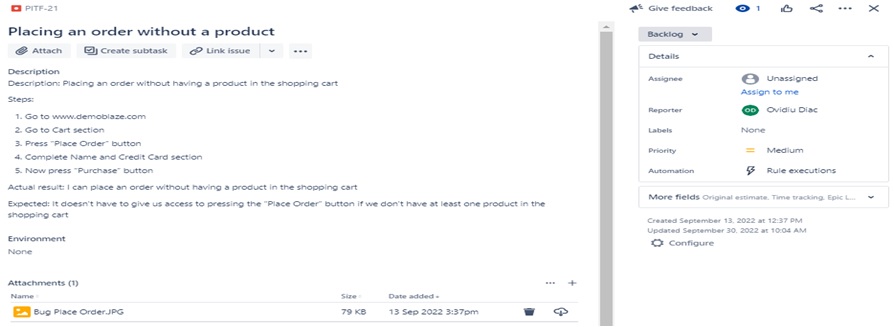 PITF-21
Give feedback
1
Placing an order without a product
Attach
Create subtask
Link issue
Description
Description: Placing an order without having a product in the shopping cart
Steps:
1. Go to www.demoblaze.com
2. Go to Cart section
3. Press "Place Order" button
4. Complete Name and Credit Card section
5. Now press "Purchase" button
Actual result: I can place an order without having a product in the shopping cart
Expected: It doesn't have to give us access to pressing the "Place Order" button if we don't have at least one product in the
shopping cart
Environment
None
Attachments (1)
Name Size Date added
Bug Place Order.JPG 79 KB 13 Sep 2022 3:37pm
Backlog
Details
Assignee Unassigned
Assign to me
Reporter OD Ovidiu Diac
Labels None
Priority Medium
Automation Rule executions
More fields Original estimate, Time tracking, Epic L...
Created September 13, 2022 at 12:37 PM
Updated September 30, 2022 at 10:04 AM
Configure